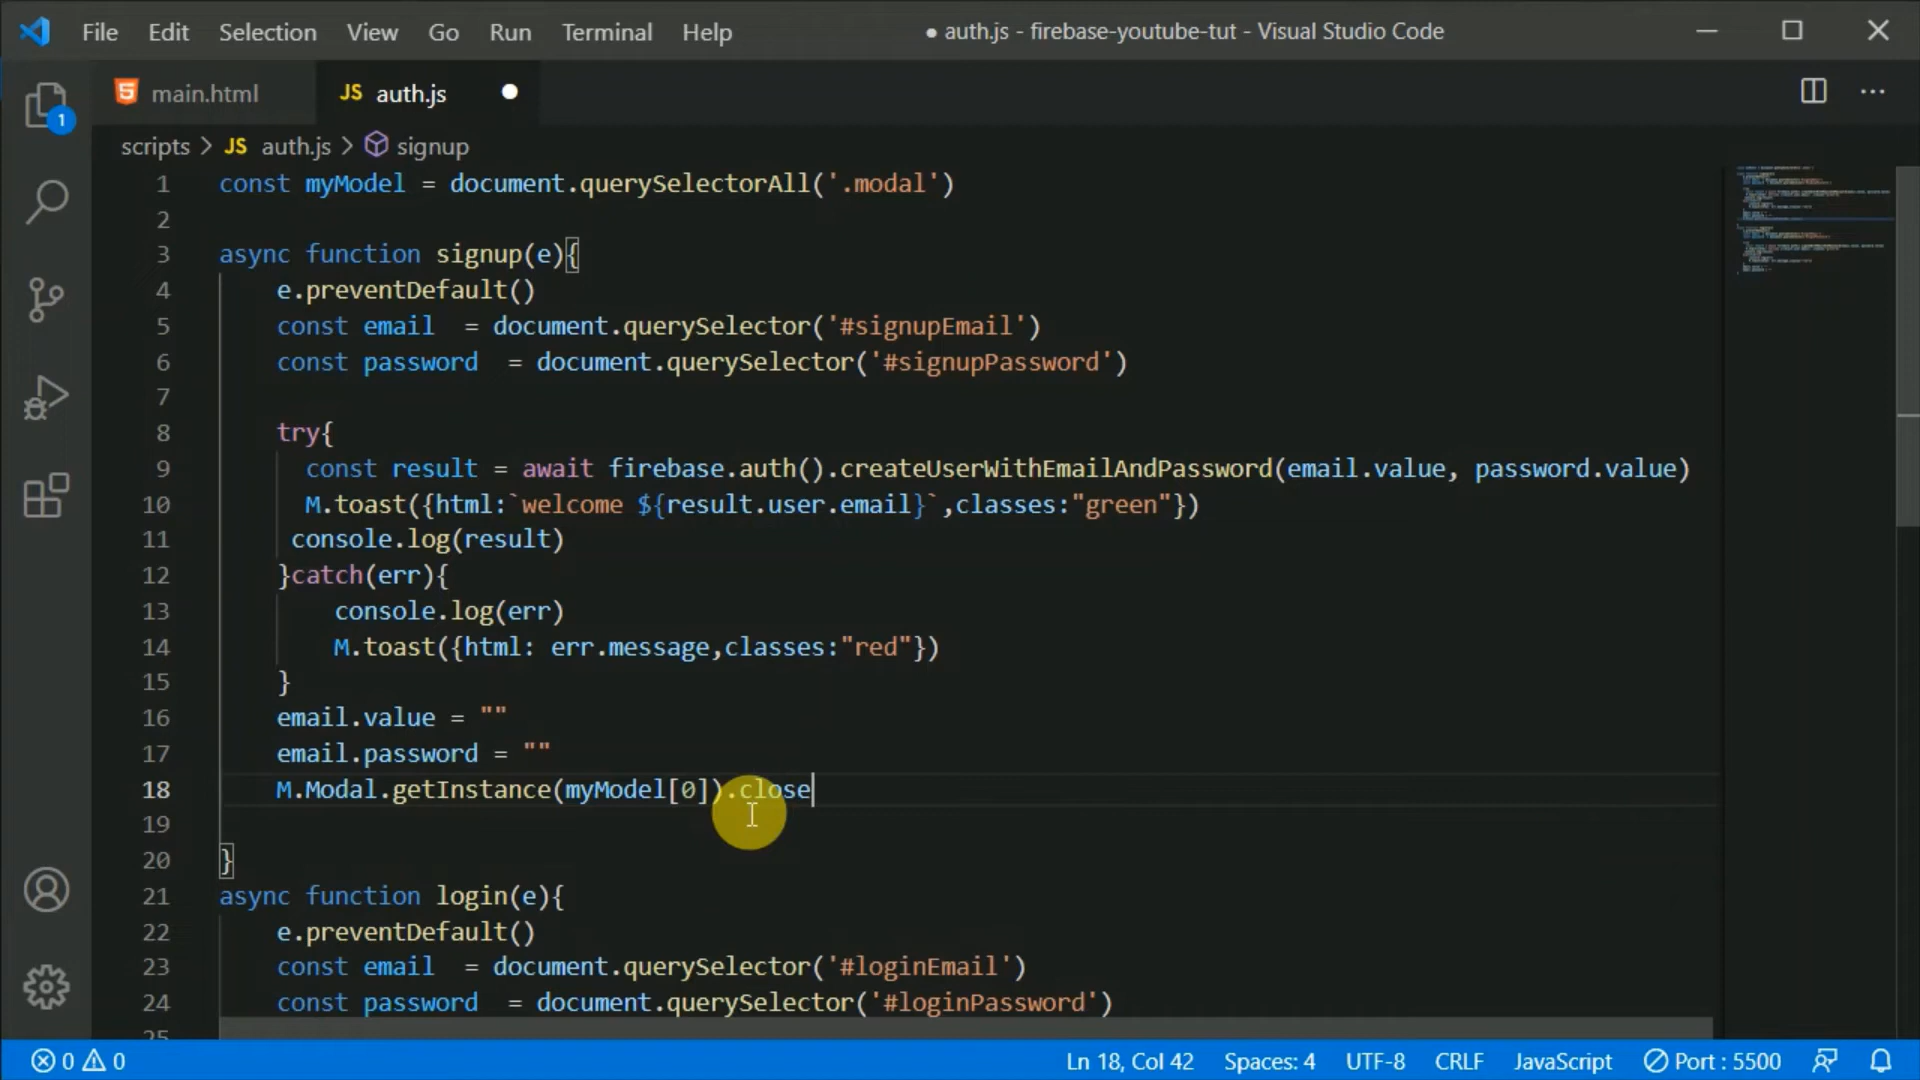 File Edit Selection View Go Run Terminal Help ● auth.js - firebase-youtube-tut - Visual Studio Code
5 main.html JS auth.js ●
1
scripts > JS auth.js > signup
1 const myModel = document.querySelectorAll('.modal')
2
3 async function signup(e){
4 e.preventDefault()
5 const email  = document.querySelector('#signupEmail')
6 const password  = document.querySelector('#signupPassword')
7
8 try{
9 const result = await firebase.auth().createUserWithEmailAndPassword(email.value, password.value)
10 M.toast({html:`welcome ${result.user.email}`,classes:"green"})
11 console.log(result)
12 }catch(err){
13 console.log(err)
14 M.toast({html: err.message,classes:"red"})
15 }
16 email.value = ""
17 email.password = ""
18 M.Modal.getInstance(myModel[0]).close
19
20 }
21 async function login(e){
22 e.preventDefault()
23 const email  = document.querySelector('#loginEmail')
24 const password  = document.querySelector('#loginPassword')
25
0 0 Ln 18, Col 42 Spaces: 4 UTF-8 CRLF JavaScript Port : 5500